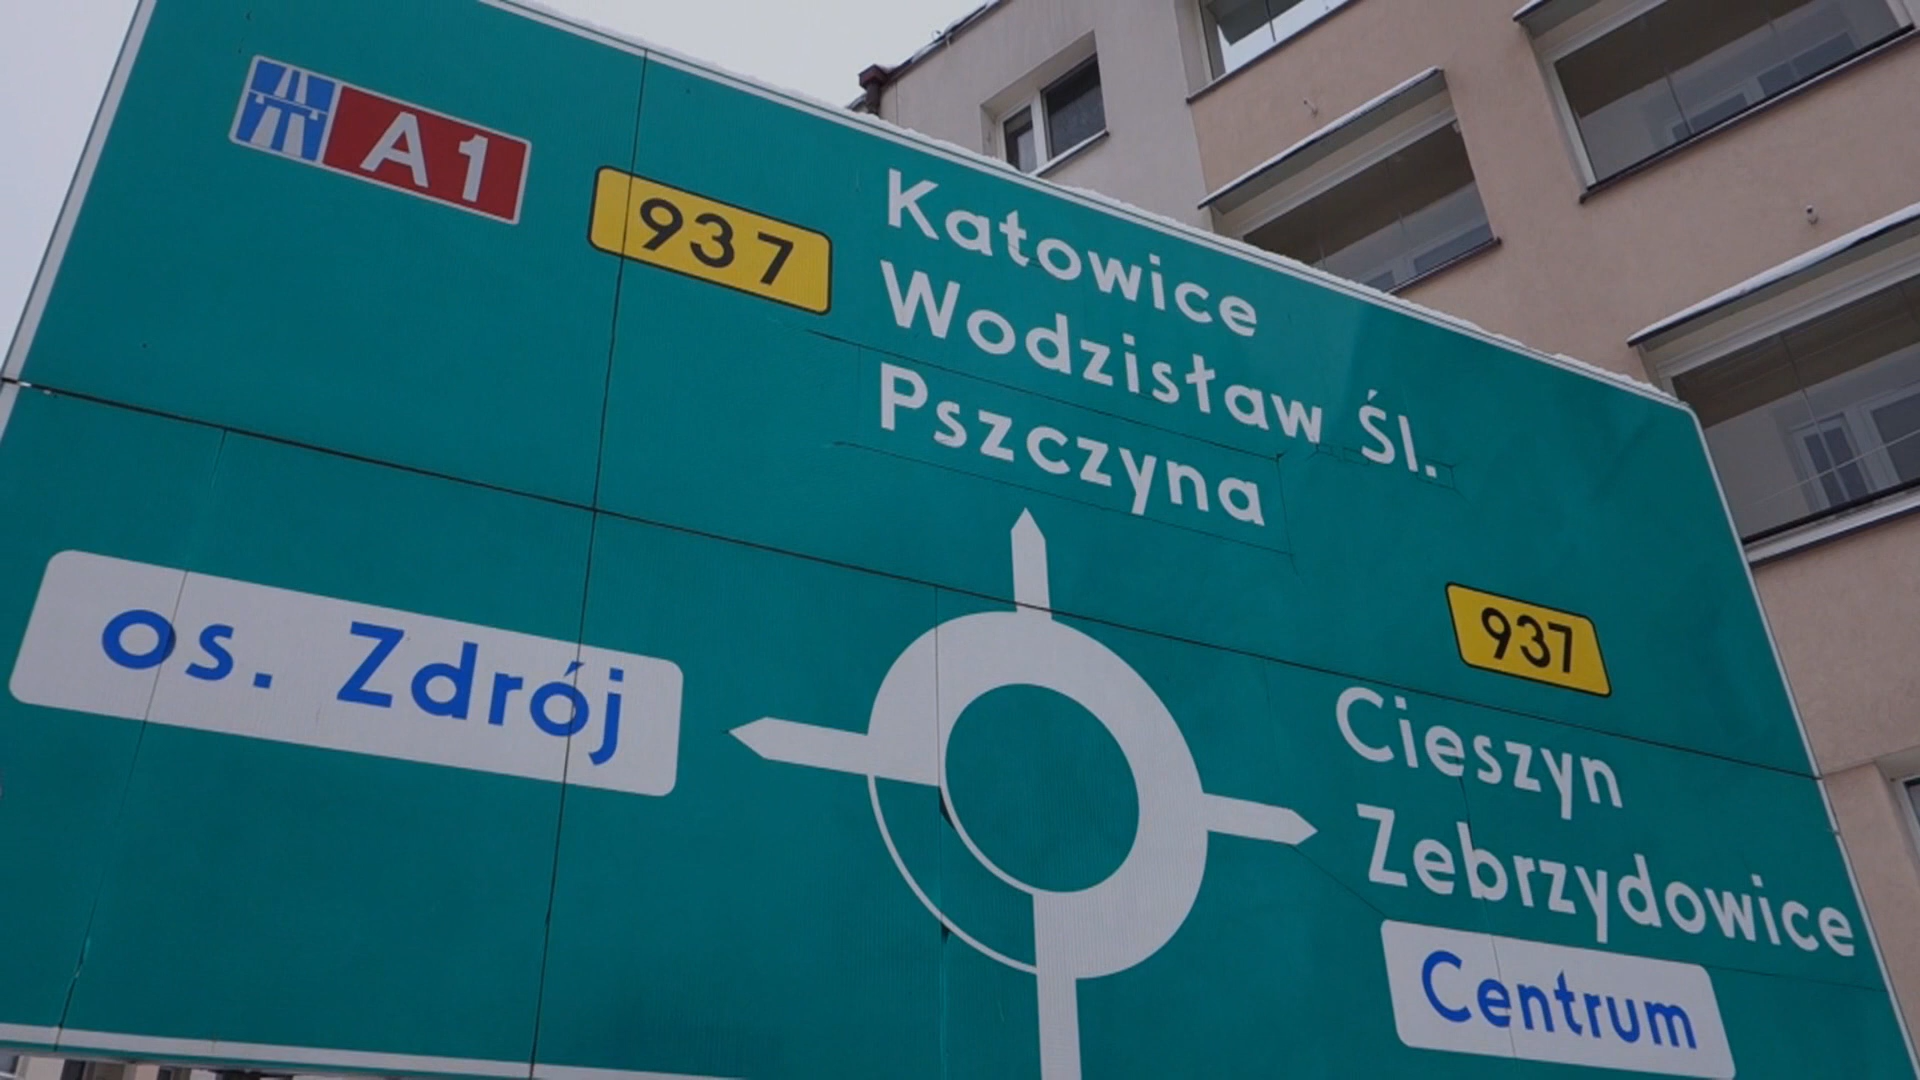 A1
937
Katowice
Wodzisław Śl.
Pszczyna
os. Zdrój
937
Cieszyn
Zebrzydowice
Centrum